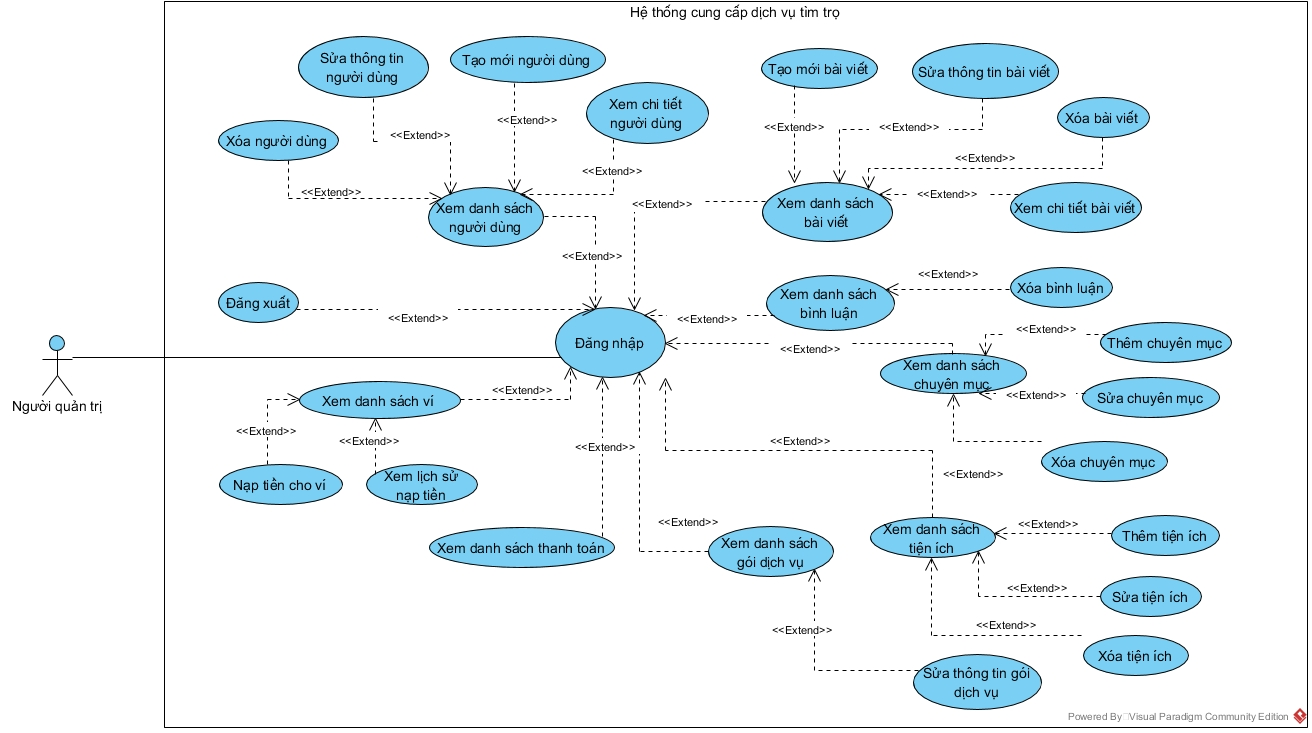 Hệ thống cung cấp dịch vụ tìm trọ
Sửa thông tin
người dùng
Tạo mới người dùng
Xem chi tiết
người dùng
Xóa người dùng
<<Extend>>
<<Extend>>
<<Extend>>
<<Extend>>
Xem danh sách
người dùng
<<Extend>>
Tạo mới bài viết
Sửa thông tin bài viết
Xóa bài viết
<<Extend>>
<<Extend>>
<<Extend>>
<<Extend>>
Xem danh sách
bài viết
Xem chi tiết bài viết
<<Extend>>
Đăng xuất
<<Extend>>
Đăng nhập
Xem danh sách
bình luận
<<Extend>>
Xóa bình luận
<<Extend>>
<<Extend>>
Xem danh sách
chuyên mục
<<Extend>>
Thêm chuyên mục
<<Extend>>
Sửa chuyên mục
Xóa chuyên mục
<<Extend>>
Người quản trị
Xem danh sách ví
<<Extend>>
<<Extend>>
<<Extend>>
Nạp tiền cho ví
Xem lịch sử
nạp tiền
<<Extend>>
Xem danh sách thanh toán
<<Extend>>
Xem danh sách
gói dịch vụ
<<Extend>>
Sửa thông tin gói
dịch vụ
<<Extend>>
<<Extend>>
Xem danh sách
tiện ích
<<Extend>>
Thêm tiện ích
<<Extend>>
Sửa tiện ích
<<Extend>>
Xóa tiện ích
Powered By Visual Paradigm Community Edition